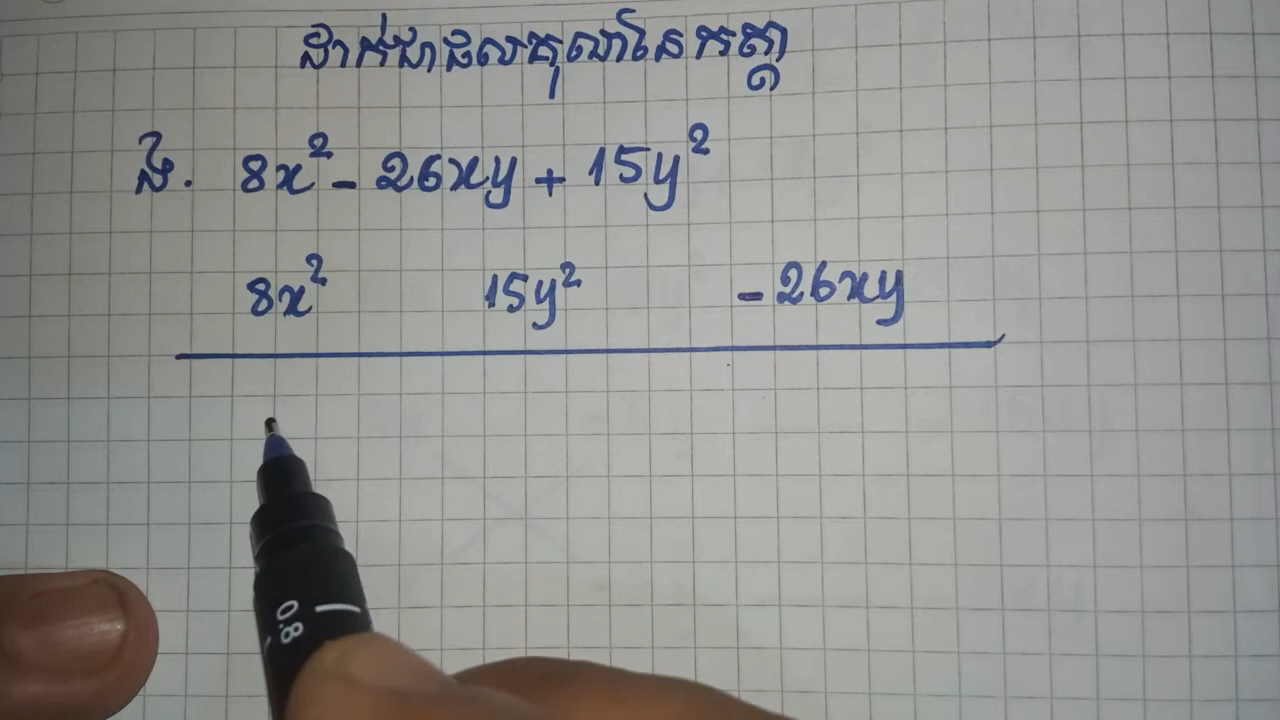 ដាក់ជាផលគុណនៃកត្តា
ង. 8x² - 26xy + 15y²
8x² 15y² - 26xy
0.8